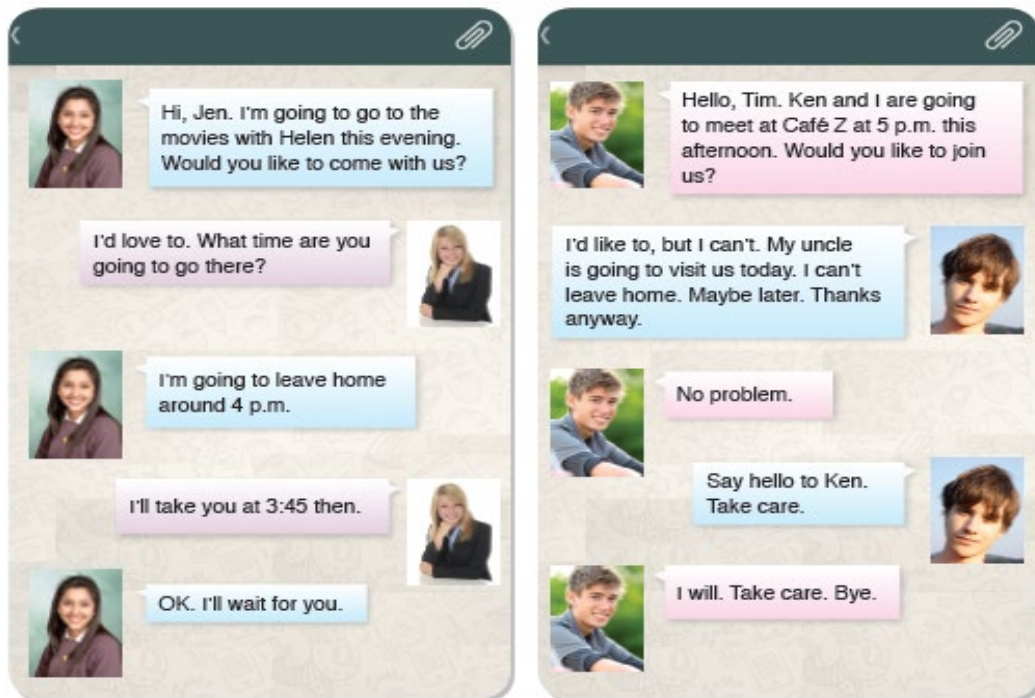 Hi, Jen. I'm going to go to the
movies with Helen this evening.
Would you like to come with us?
I'd love to. What time are you
going to go there?
I'm going to leave home
around 4 p.m.
I'll take you at 3:45 then.
OK. I'll wait for you.
Hello, Tim. Ken and I are going
to meet at Café Z at 5 p.m. this
afternoon. Would you like to join
us?
I'd like to, but I can't. My uncle
is going to visit us today. I can't
leave home. Maybe later. Thanks
anyway.
No problem.
Say hello to Ken.
Take care.
I will. Take care. Bye.